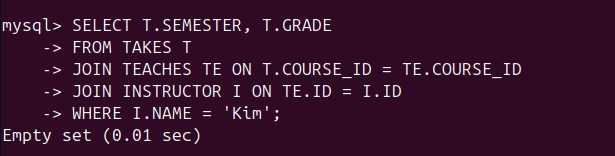 mysql> SELECT T.SEMESTER, T.GRADE
    -> FROM TAKES T
    -> JOIN TEACHES TE ON T.COURSE_ID = TE.COURSE_ID
    -> JOIN INSTRUCTOR I ON TE.ID = I.ID
    -> WHERE I.NAME = 'Kim';
Empty set (0.01 sec)